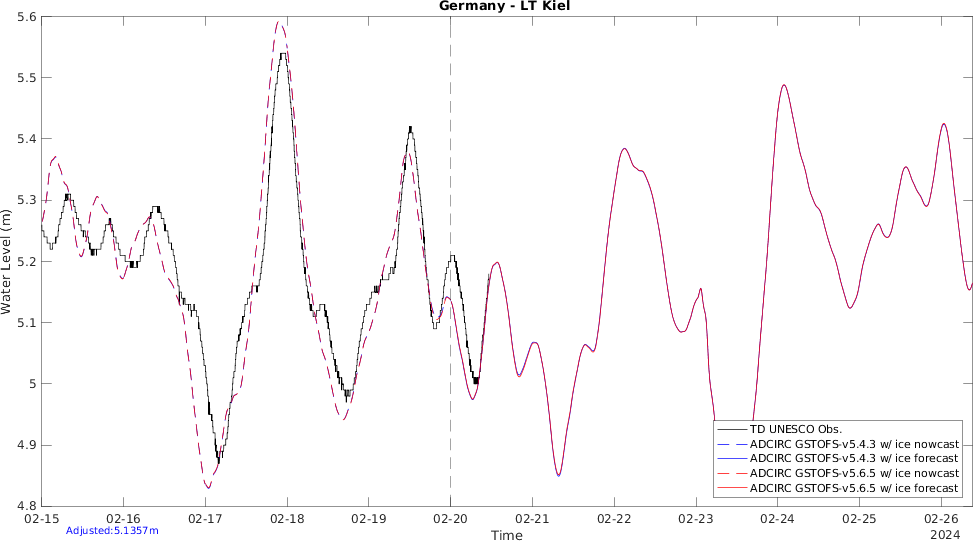 Germany - LT Kiel
Water Level (m)
5.6
5.5
5.4
5.3
5.2
5.1
5
4.9
4.8
TD UNESCO Obs.
ADCIRC GSTOFS-v5.4.3 w/ ice nowcast
ADCIRC GSTOFS-v5.4.3 w/ ice forecast
ADCIRC GSTOFS-v5.6.5 w/ ice nowcast
ADCIRC GSTOFS-v5.6.5 w/ ice forecast
02-15 02-16 02-17 02-18 02-19 02-20 02-21 02-22 02-23 02-24 02-25 02-26
Adjusted:5.1357m
Time
2024